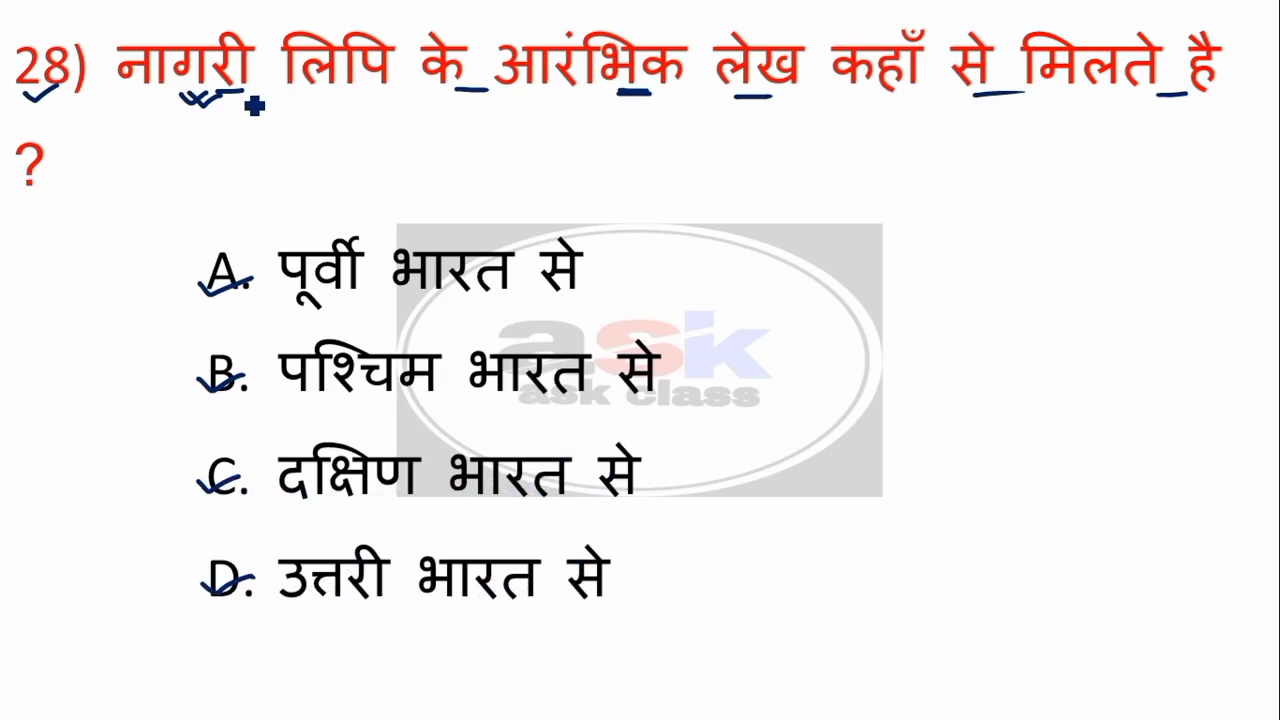 28) नागरी लिपि के आरंभिक लेख कहाँ से मिलते है
?
A. पूर्वी भारत से
B. पश्चिम भारत से
ask
ask class
C. दक्षिण भारत से
D. उत्तरी भारत से